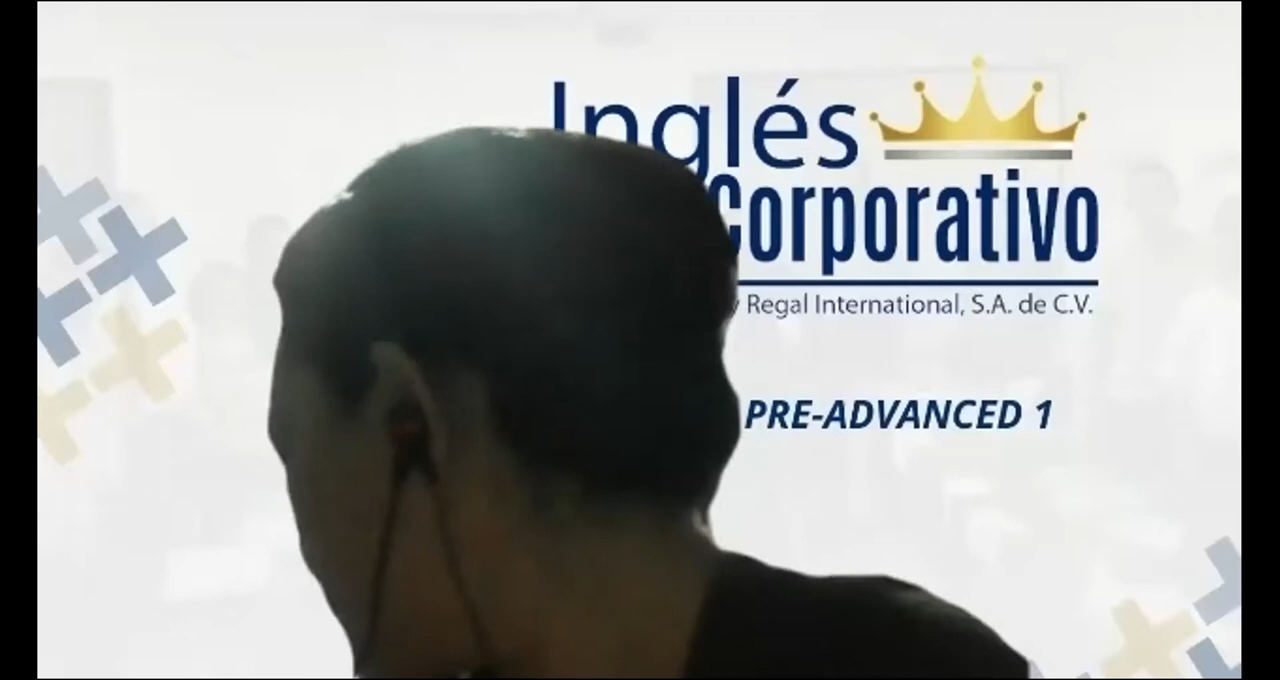 Inglés
Corporativo
Regal International, S.A. de C.V.
PRE-ADVANCED 1